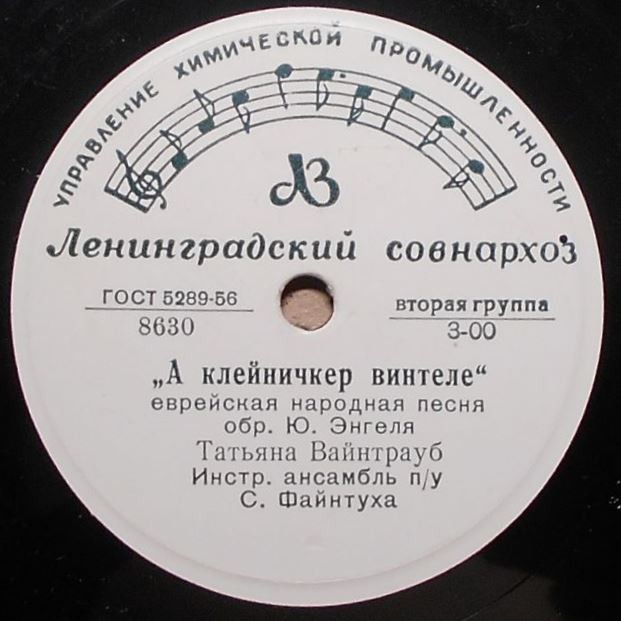 УПРАВЛЕНИЕ ХИМИЧЕСКОЙ ПРОМЫШЛЕННОСТИ
ЛЗ
Ленинградский совнархоз
ГОСТ 5289-56
8630
вторая группа
3-00
„А клейничкер винтеле“
еврейская народная песня
обр. Ю. Энгеля
Татьяна Вайнтрауб
Инстр. ансамбль п/у
С. Файнтуха